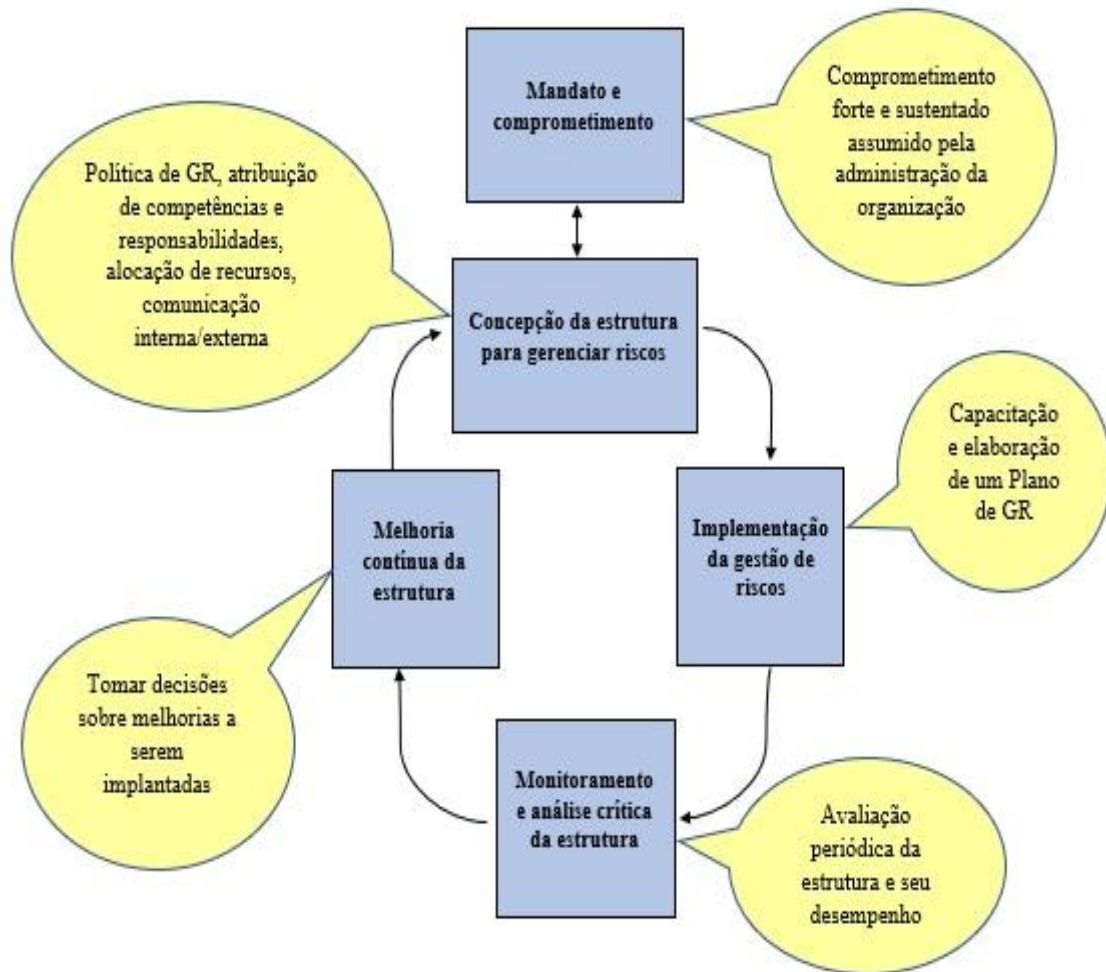 Mandato e
comprometimento
Comprometimento
forte e sustentado
assumido pela
administração da
organização
Política de GR, atribuição
de competências e
responsabilidades,
alocação de recursos,
comunicação
interna/externa
Concepção da estrutura
para gerenciar riscos
Capacitação
e elaboração
de um Plano
de GR
Implementação
da gestão de
riscos
Melhoria
contínua da
estrutura
Tomar decisões
sobre melhorias a
serem
implantadas
Monitoramento
e análise crítica
da estrutura
Avaliação
periódica da
estrutura e seu
desempenho